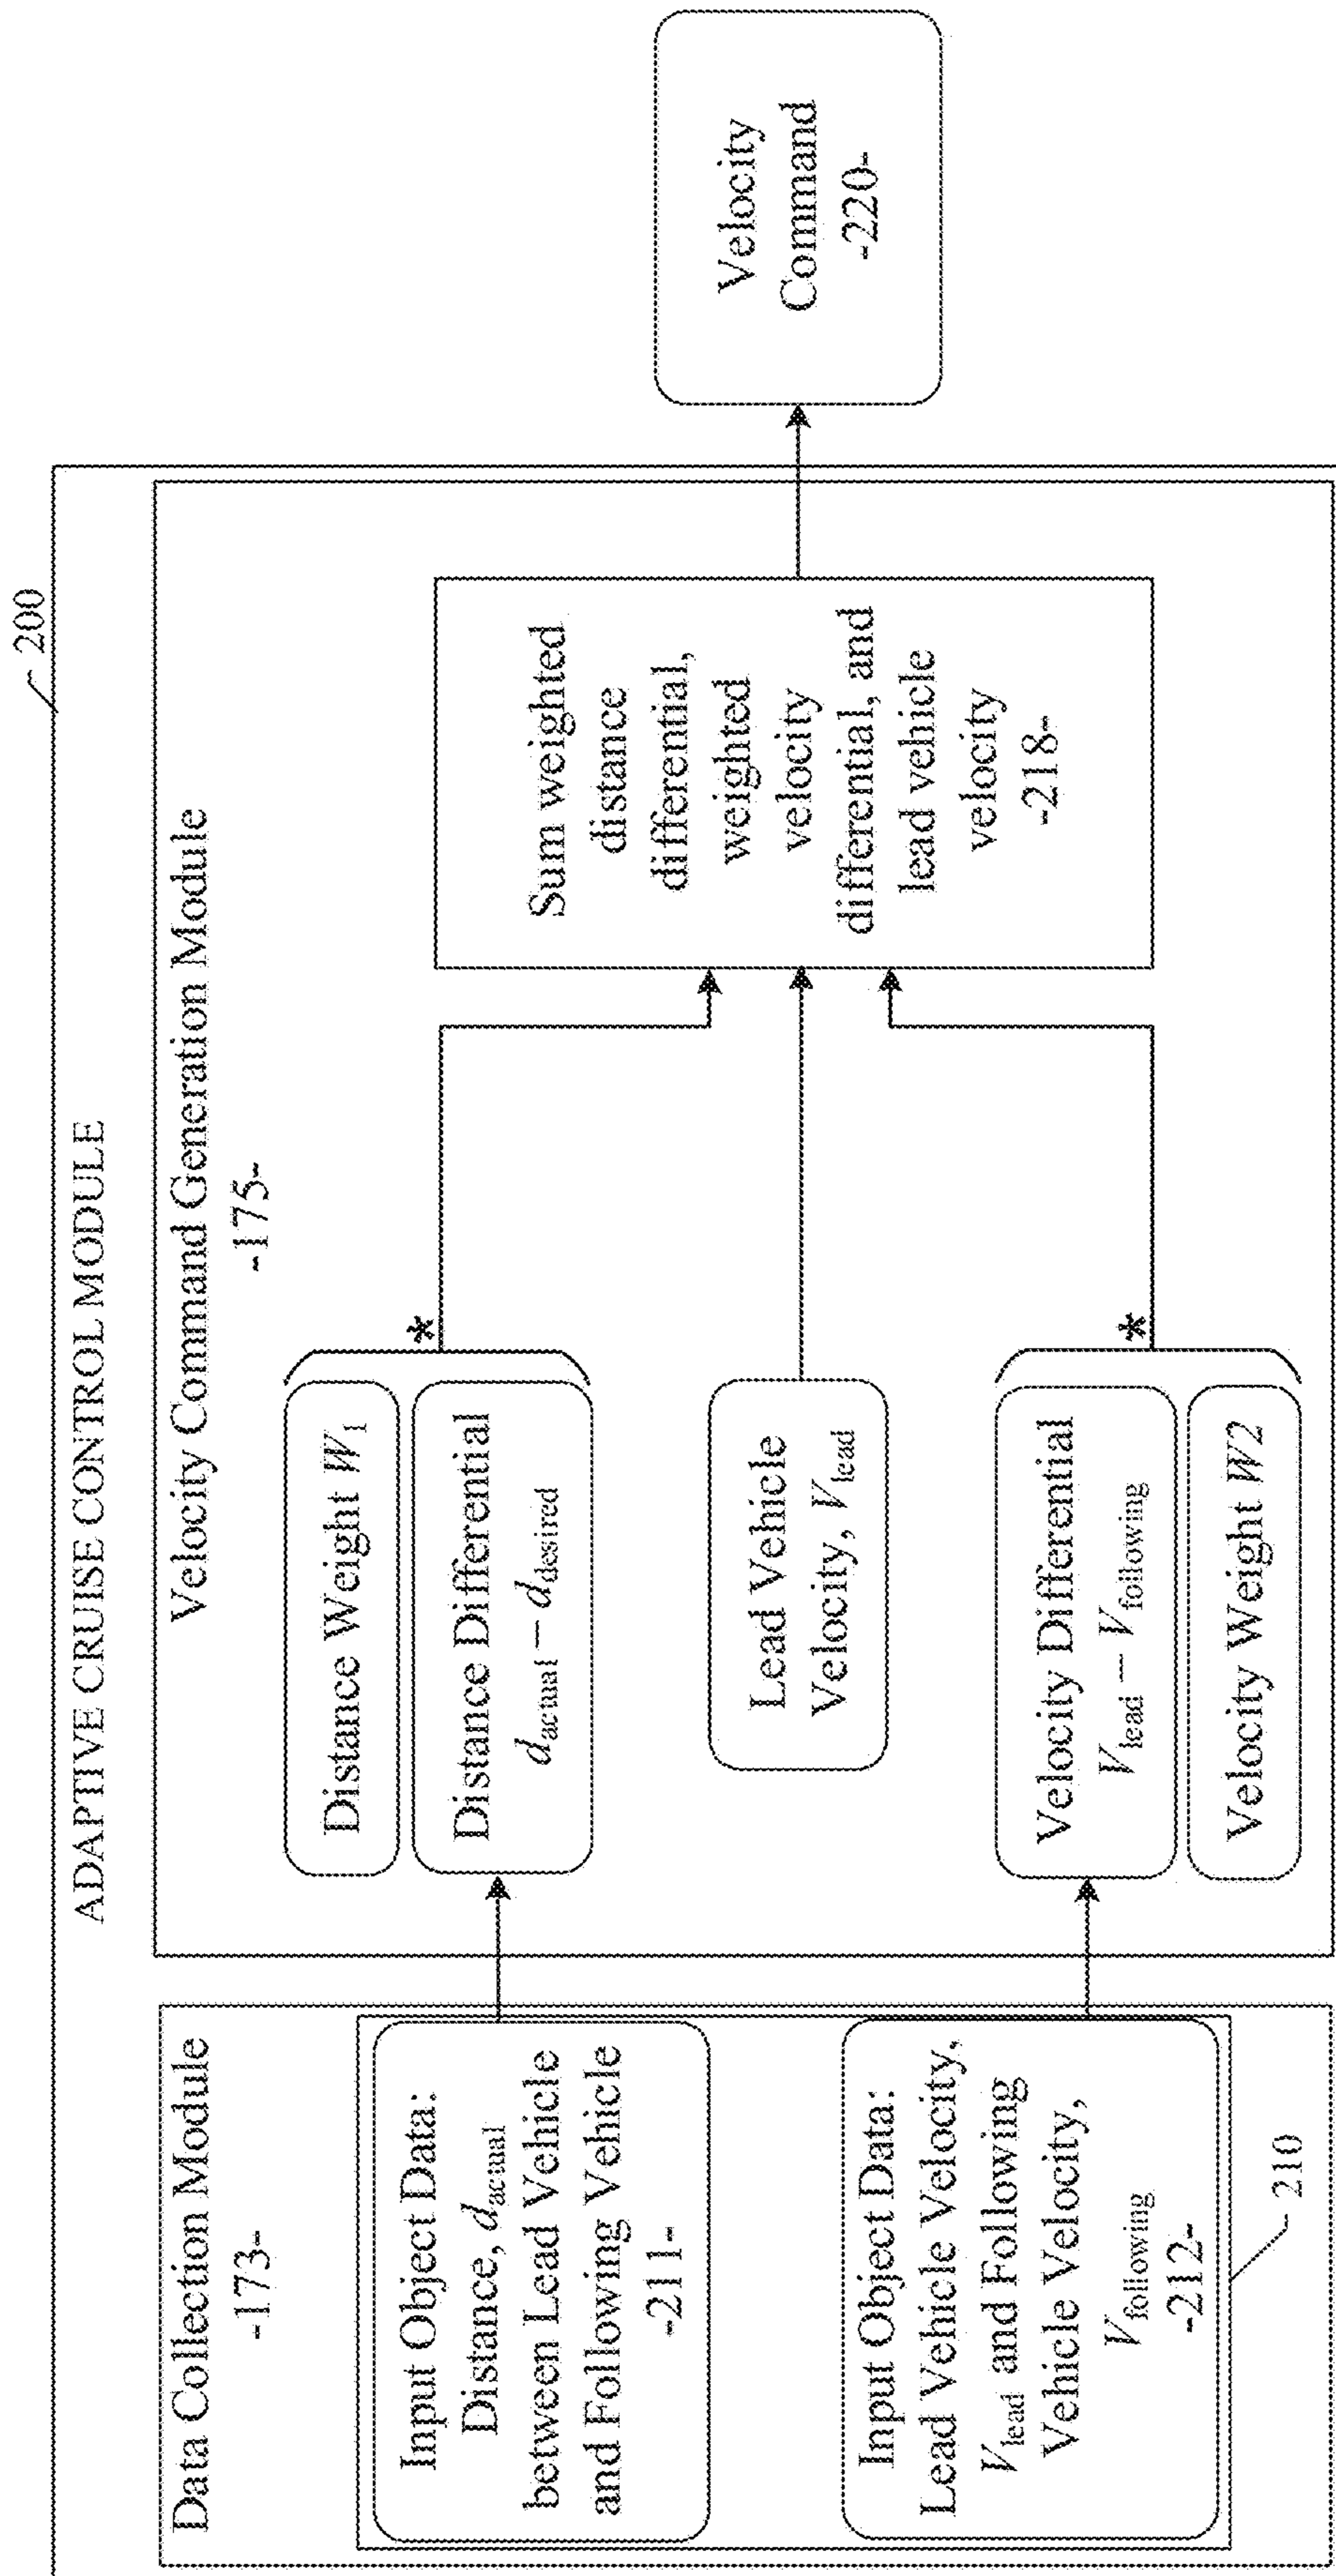 200
ADAPTIVE CRUISE CONTROL MODULE
Data Collection Module
-173-
Input Object Data:
Distance, d_actual
between Lead Vehicle
and Following Vehicle
-211-
Input Object Data:
Lead Vehicle Velocity,
V_lead and Following
Vehicle Velocity,
V_following
-212-
210
Velocity Command Generation Module
-175-
Distance Weight W_1
Distance Differential
d_actual – d_desired
*
Lead Vehicle
Velocity, V_lead
Velocity Differential
V_lead – V_following
Velocity Weight W2
*
Sum weighted
distance
differential,
weighted
velocity
differential, and
lead vehicle
velocity
-218-
Velocity
Command
-220-